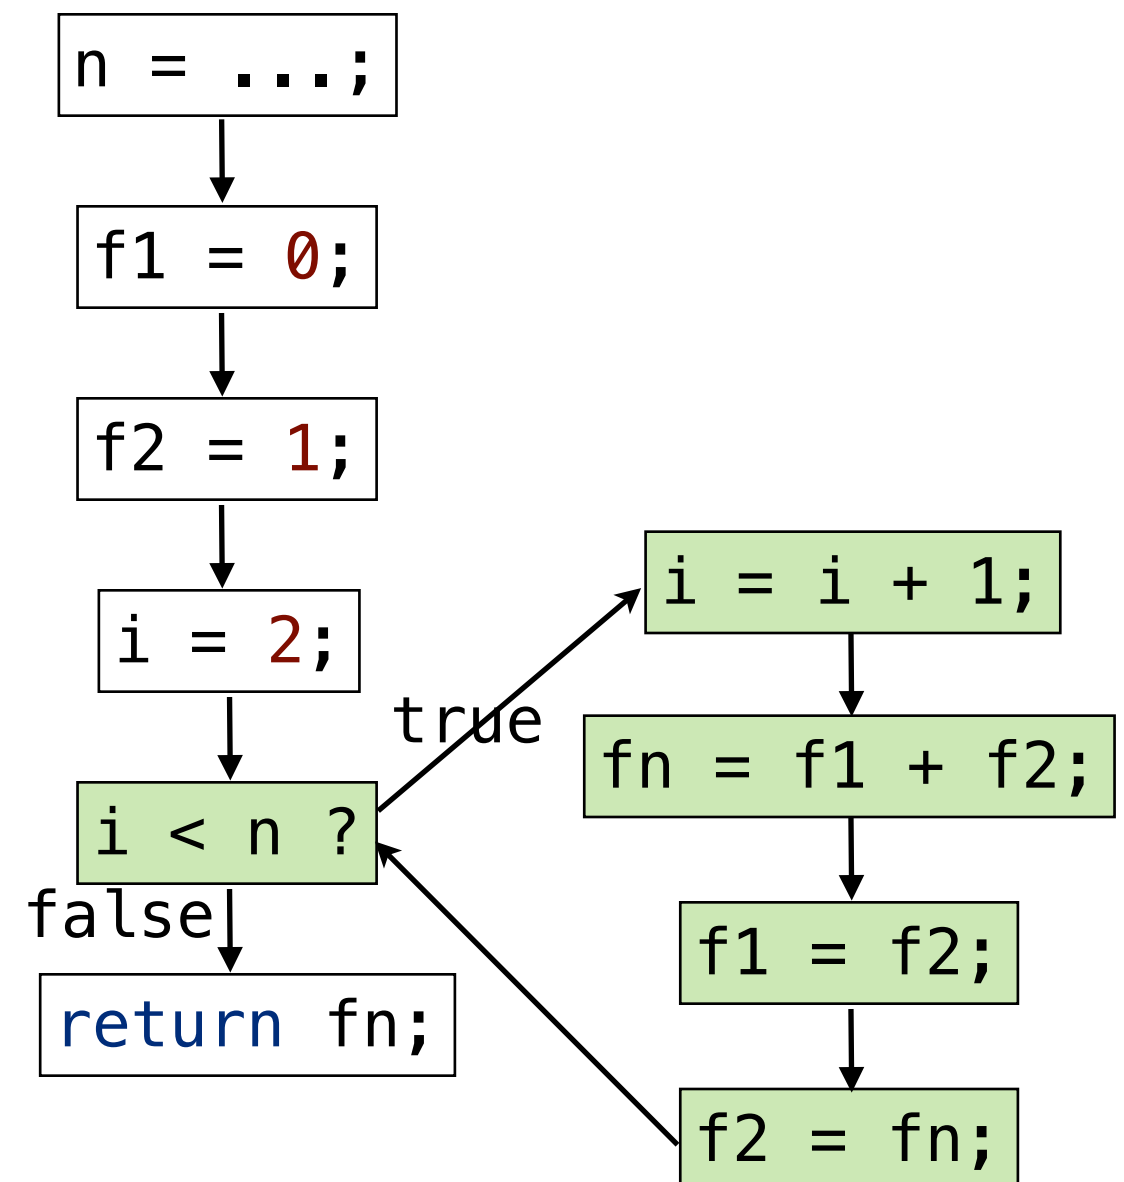 n = ...;
f1 = 0;
f2 = 1;
i = 2;
i < n ?
true
false
return fn;
i = i + 1;
fn = f1 + f2;
f1 = f2;
f2 = fn;